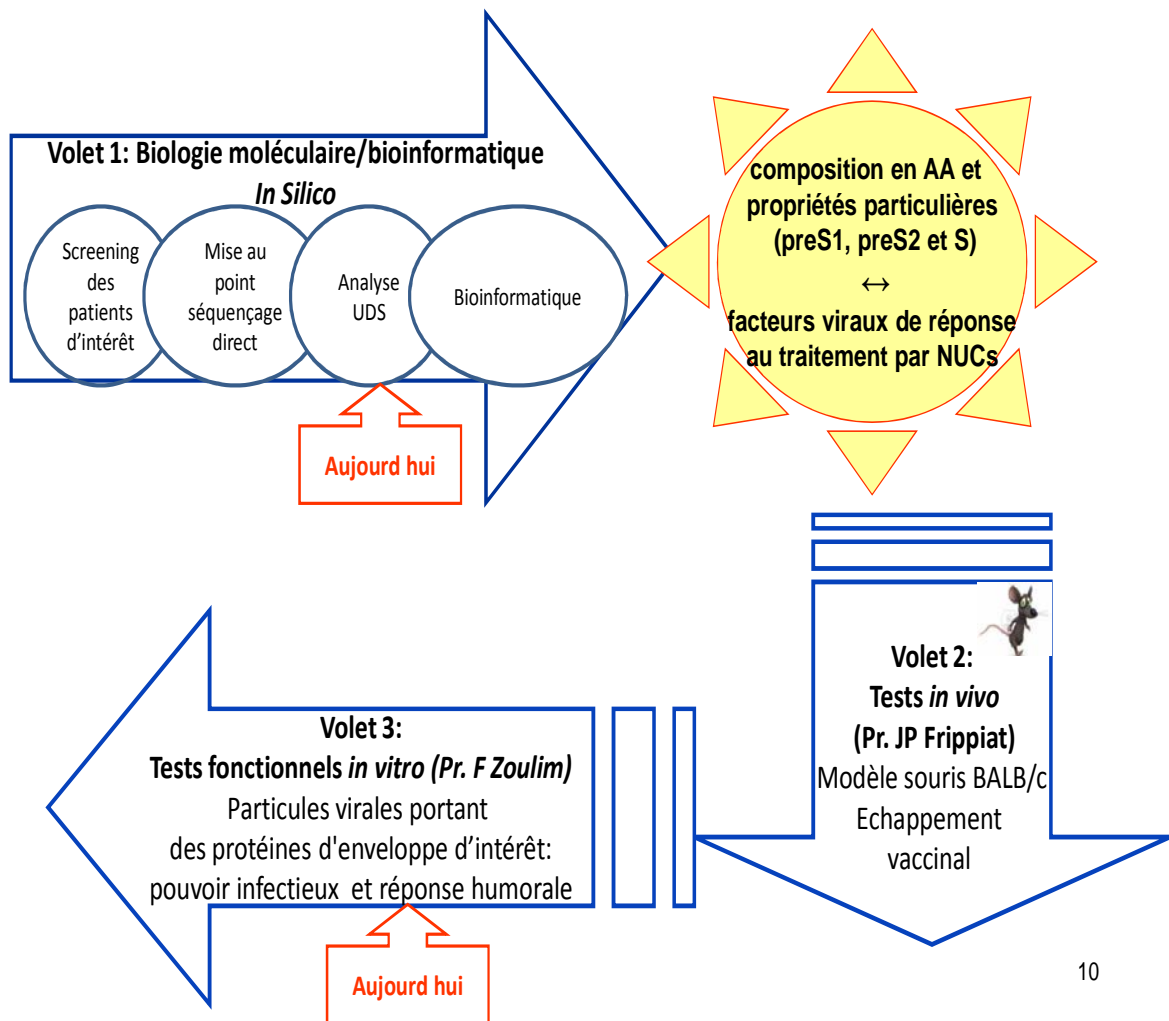 Volet 1: Biologie moléculaire/bioinformatique
In Silico
Screening
des
patients
d’intérêt
Mise au
point
séquençage
direct
Analyse
UDS
Bioinformatique
Aujourd hui
composition en AA et
propriétés particulières
(preS1, preS2 et S)
↔
facteurs viraux de réponse
au traitement par NUCs
Volet 2:
Tests in vivo
(Pr. JP Frippiat)
Modèle souris BALB/c
Echappement
vaccinal
Volet 3:
Tests fonctionnels in vitro (Pr. F Zoulim)
Particules virales portant
des protéines d'enveloppe d’intérêt:
pouvoir infectieux et réponse humorale
Aujourd hui
10